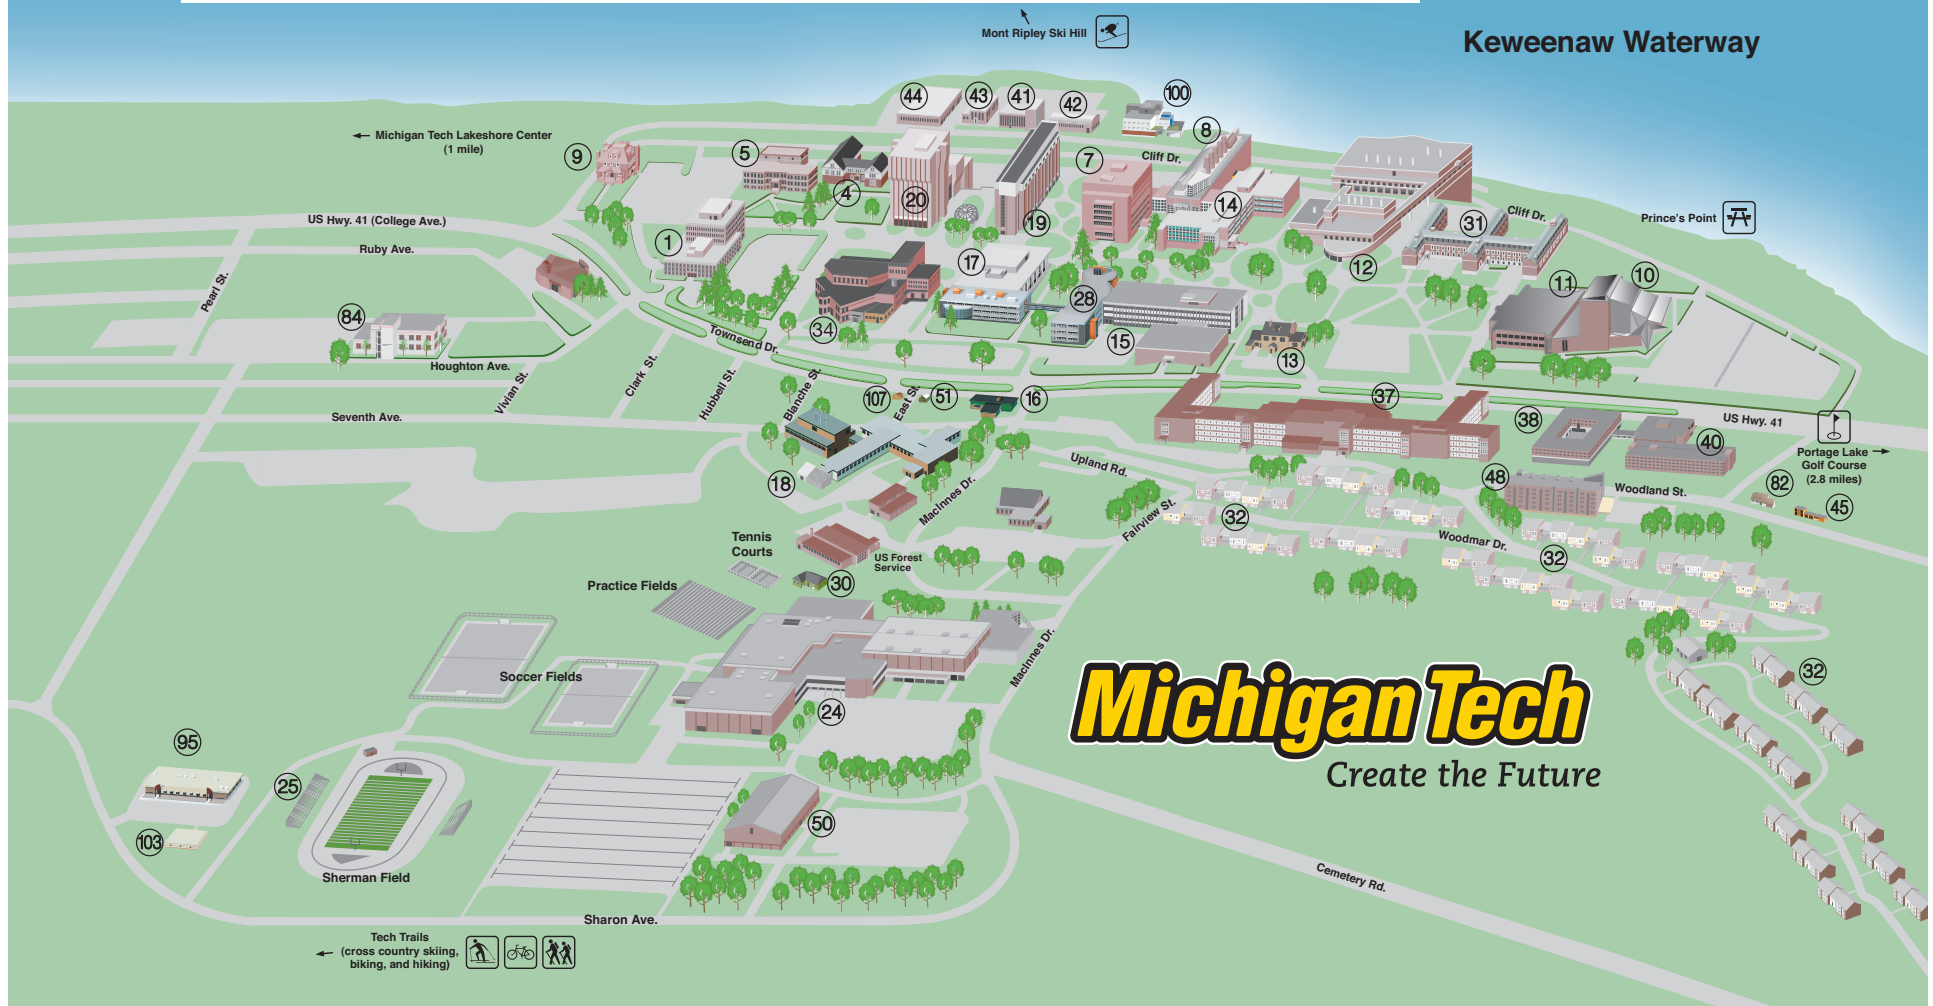 Mont Ripley Ski Hill
Keweenaw Waterway
44
43
41
42
100
Michigan Tech Lakeshore Center
(1 mile)
9
5
4
20
19
7
8
Cliff Dr.
14
US Hwy. 41 (College Ave.)
Ruby Ave.
Pearl St.
1
17
12
31
Cliff Dr.
Prince's Point
84
34
28
15
13
11
10
Townsend Dr.
Houghton Ave.
Vivian St.
Clark St.
Hubbell St.
Blanche St.
East St.
107
51
16
37
38
40
US Hwy. 41
Seventh Ave.
Portage Lake
Golf Course
(2.8 miles)
18
MacInnes Dr.
Upland Rd.
Fairview St.
32
48
Woodland St.
82
45
Woodmar Dr.
32
Tennis
Courts
US Forest
Service
30
Practice Fields
Soccer Fields
MacInnes Dr.
24
32
Michigan Tech
Create the Future
95
25
103
50
Sherman Field
Cemetery Rd.
Sharon Ave.
Tech Trails
(cross country skiing,
biking, and hiking)